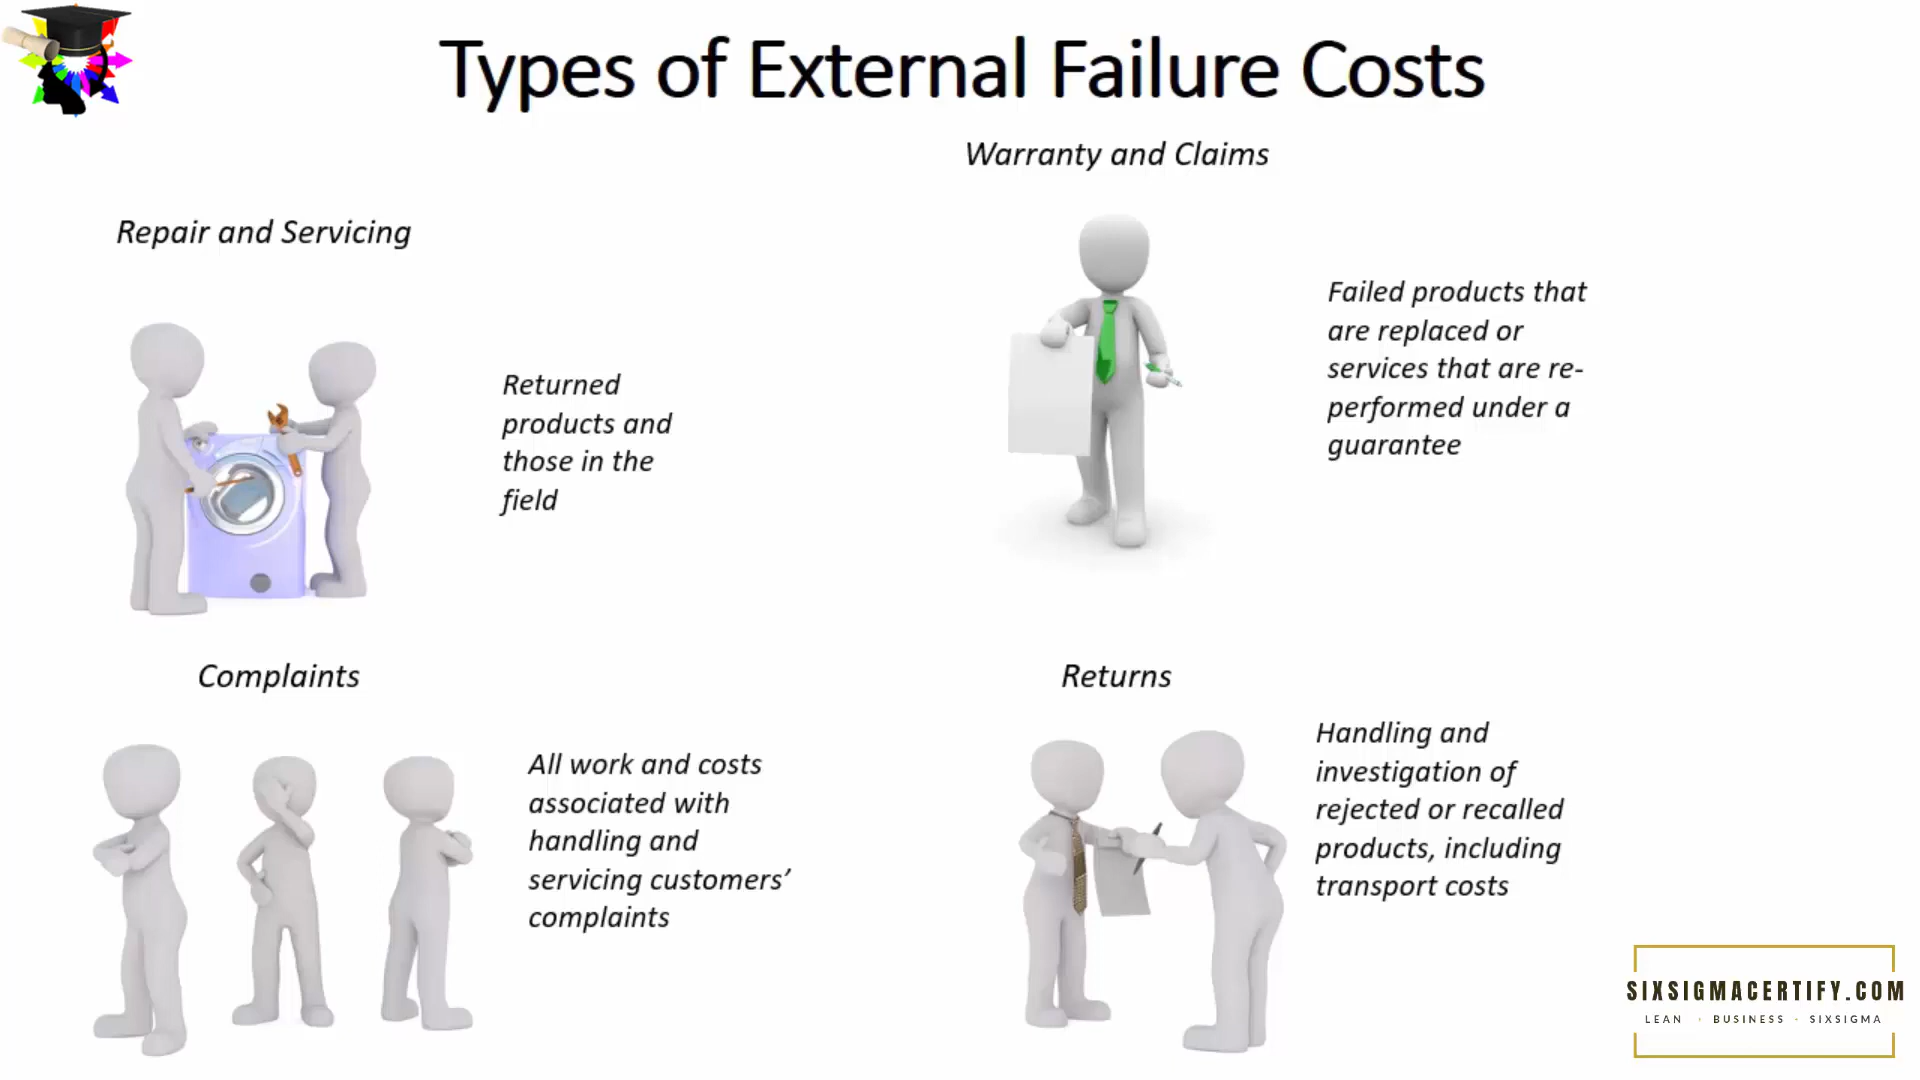 Types of External Failure Costs
Warranty and Claims
Repair and Servicing
Failed products that
are replaced or
services that are re-
performed under a
guarantee
Returned
products and
those in the
field
Complaints
Returns
All work and costs
associated with
handling and
servicing customers’
complaints
Handling and
investigation of
rejected or recalled
products, including
transport costs
SIXSIGMACERTIFY.COM
LEAN · BUSINESS · SIXSIGMA